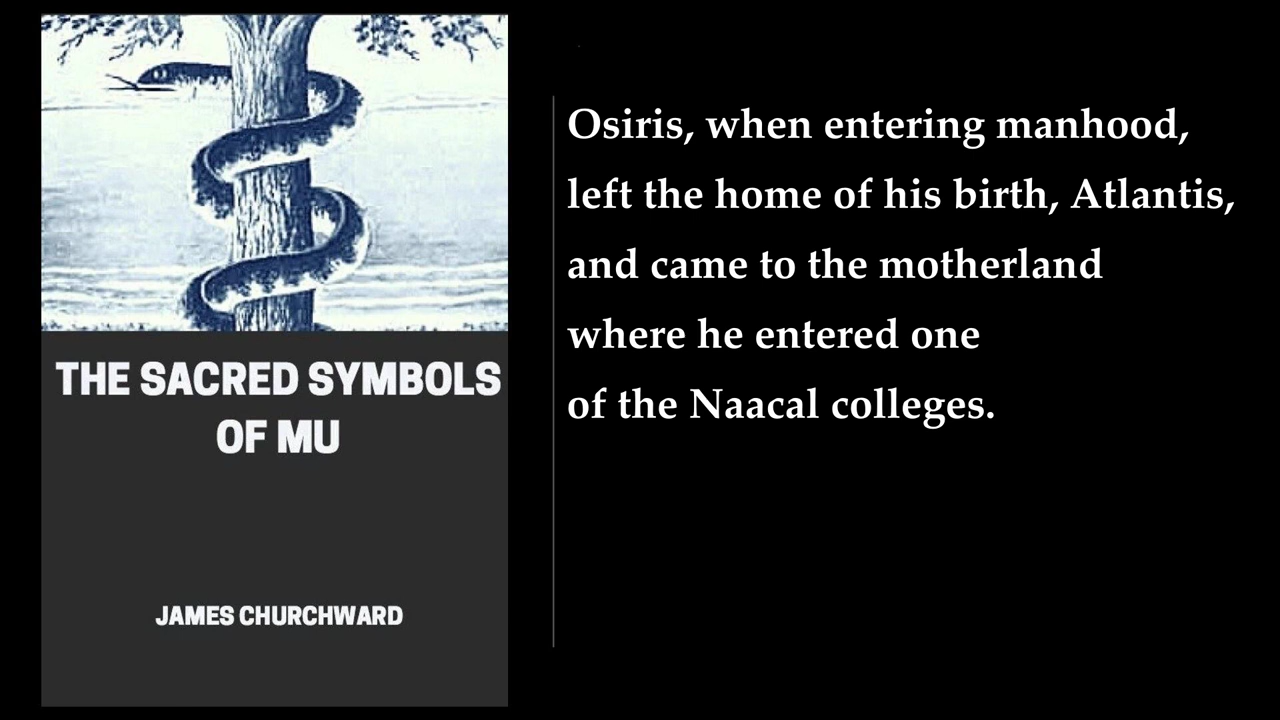 THE SACRED SYMBOLS
OF MU
JAMES CHURCHWARD
Osiris, when entering manhood,
left the home of his birth, Atlantis,
and came to the motherland
where he entered one
of the Naacal colleges.